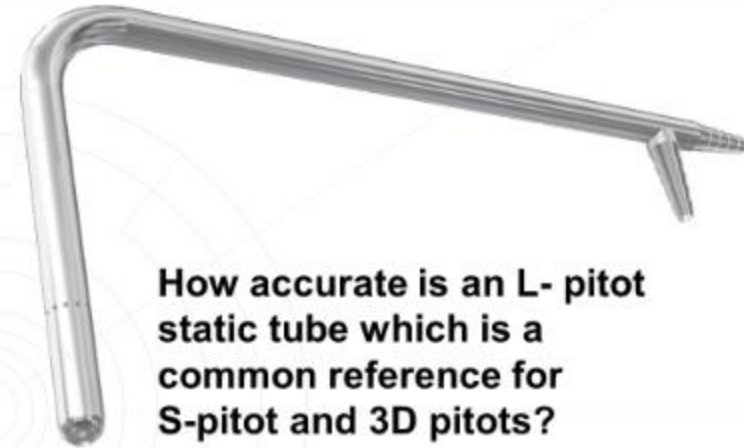 How accurate is an L- pitot
static tube which is a
common reference for
S-pitot and 3D pitots?